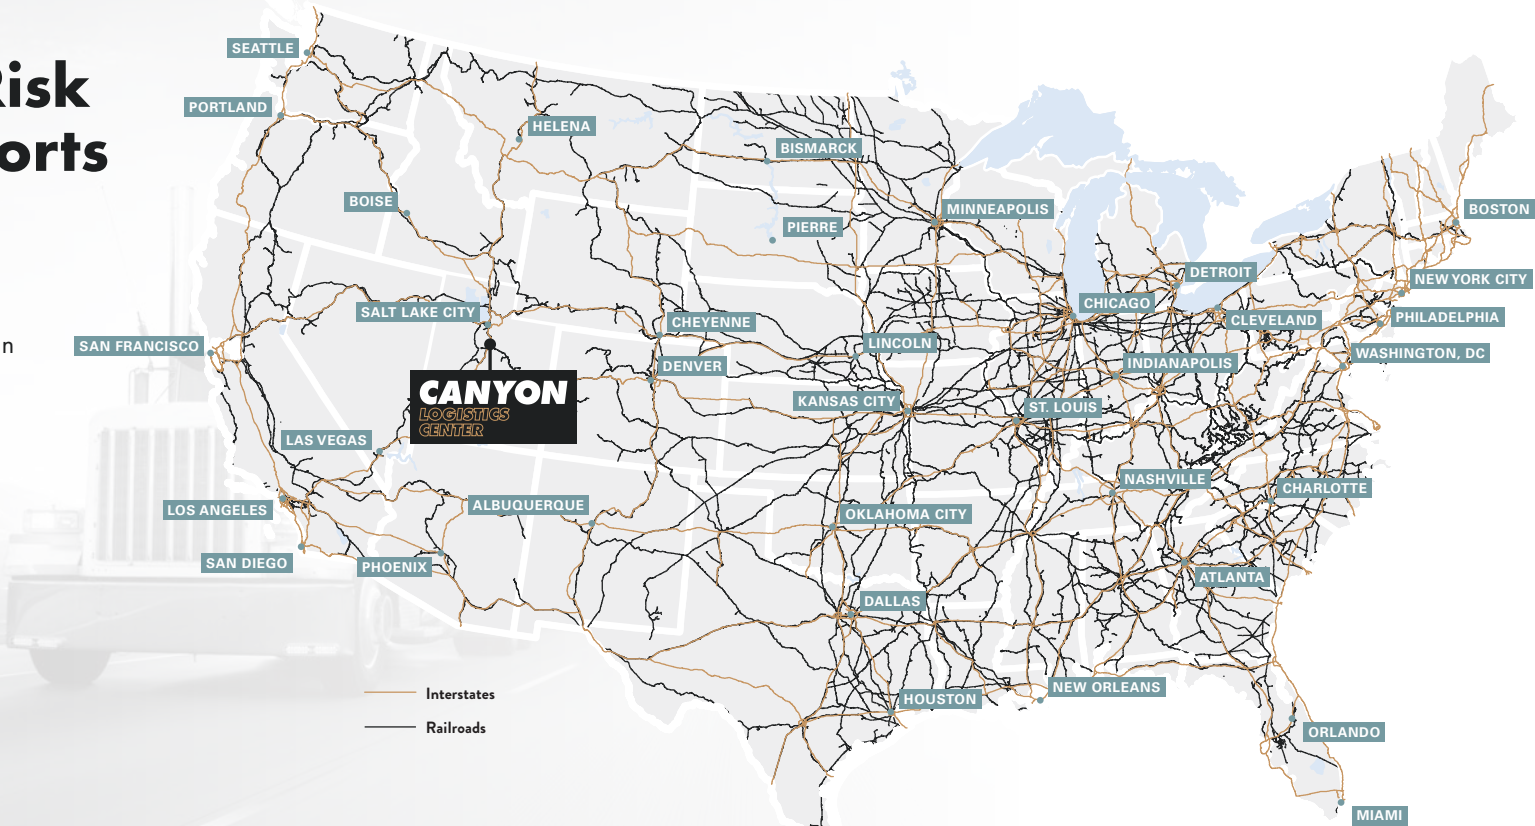 Risk
orts
n
SEATTLE
PORTLAND
HELENA
BISMARCK
BOISE
PIERRE
MINNEAPOLIS
BOSTON
DETROIT
NEW YORK CITY
SALT LAKE CITY
CHEYENNE
CHICAGO
CLEVELAND
PHILADELPHIA
SAN FRANCISCO
LINCOLN
WASHINGTON, DC
DENVER
INDIANAPOLIS
CANYON
LOGISTICS
CENTER
KANSAS CITY
ST. LOUIS
LAS VEGAS
NASHVILLE
CHARLOTTE
LOS ANGELES
ALBUQUERQUE
OKLAHOMA CITY
SAN DIEGO
PHOENIX
ATLANTA
DALLAS
Interstates
Railroads
HOUSTON
NEW ORLEANS
ORLANDO
MIAMI